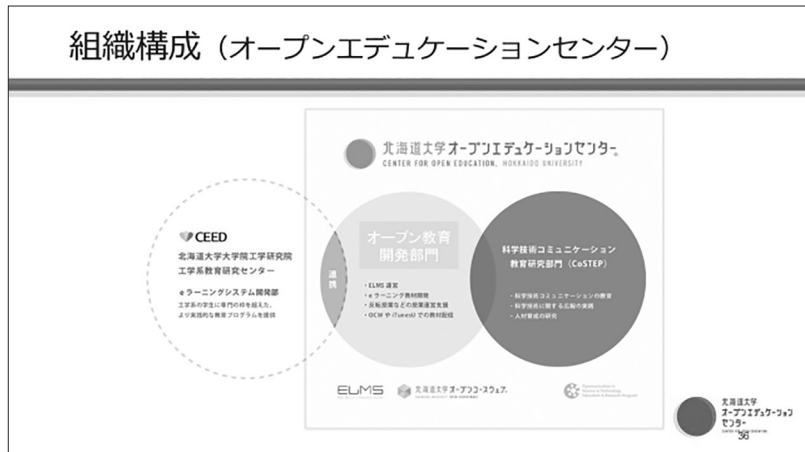 組織構成（オープンエデュケーションセンター）
北海道大学オープンエデュケーションセンター
CENTER FOR OPEN EDUCATION, HOKKAIDO UNIVERSITY
CEED
北海道大学大学院工学研究院
工学系教育研究センター
eラーニングシステム開発部
工学系の学生に専門の枠を超えた、
より実践的な教育プログラムを提供
連携
オープン教育
開発部門
・ELMS 運営
・eラーニング教材開発
・反転授業などの授業運営支援
・OCW や iTunesU での教材配信
科学技術コミュニケーション
教育研究部門（CoSTEP）
・科学技術コミュニケーションの教育
・科学技術に関する広報の実践
・人材育成の研究
ELMS
北海道大学オープンコースウェア
Communication in
Science & Technology
Education & Research Program
北海道大学
オープンエデュケーション
センター
36